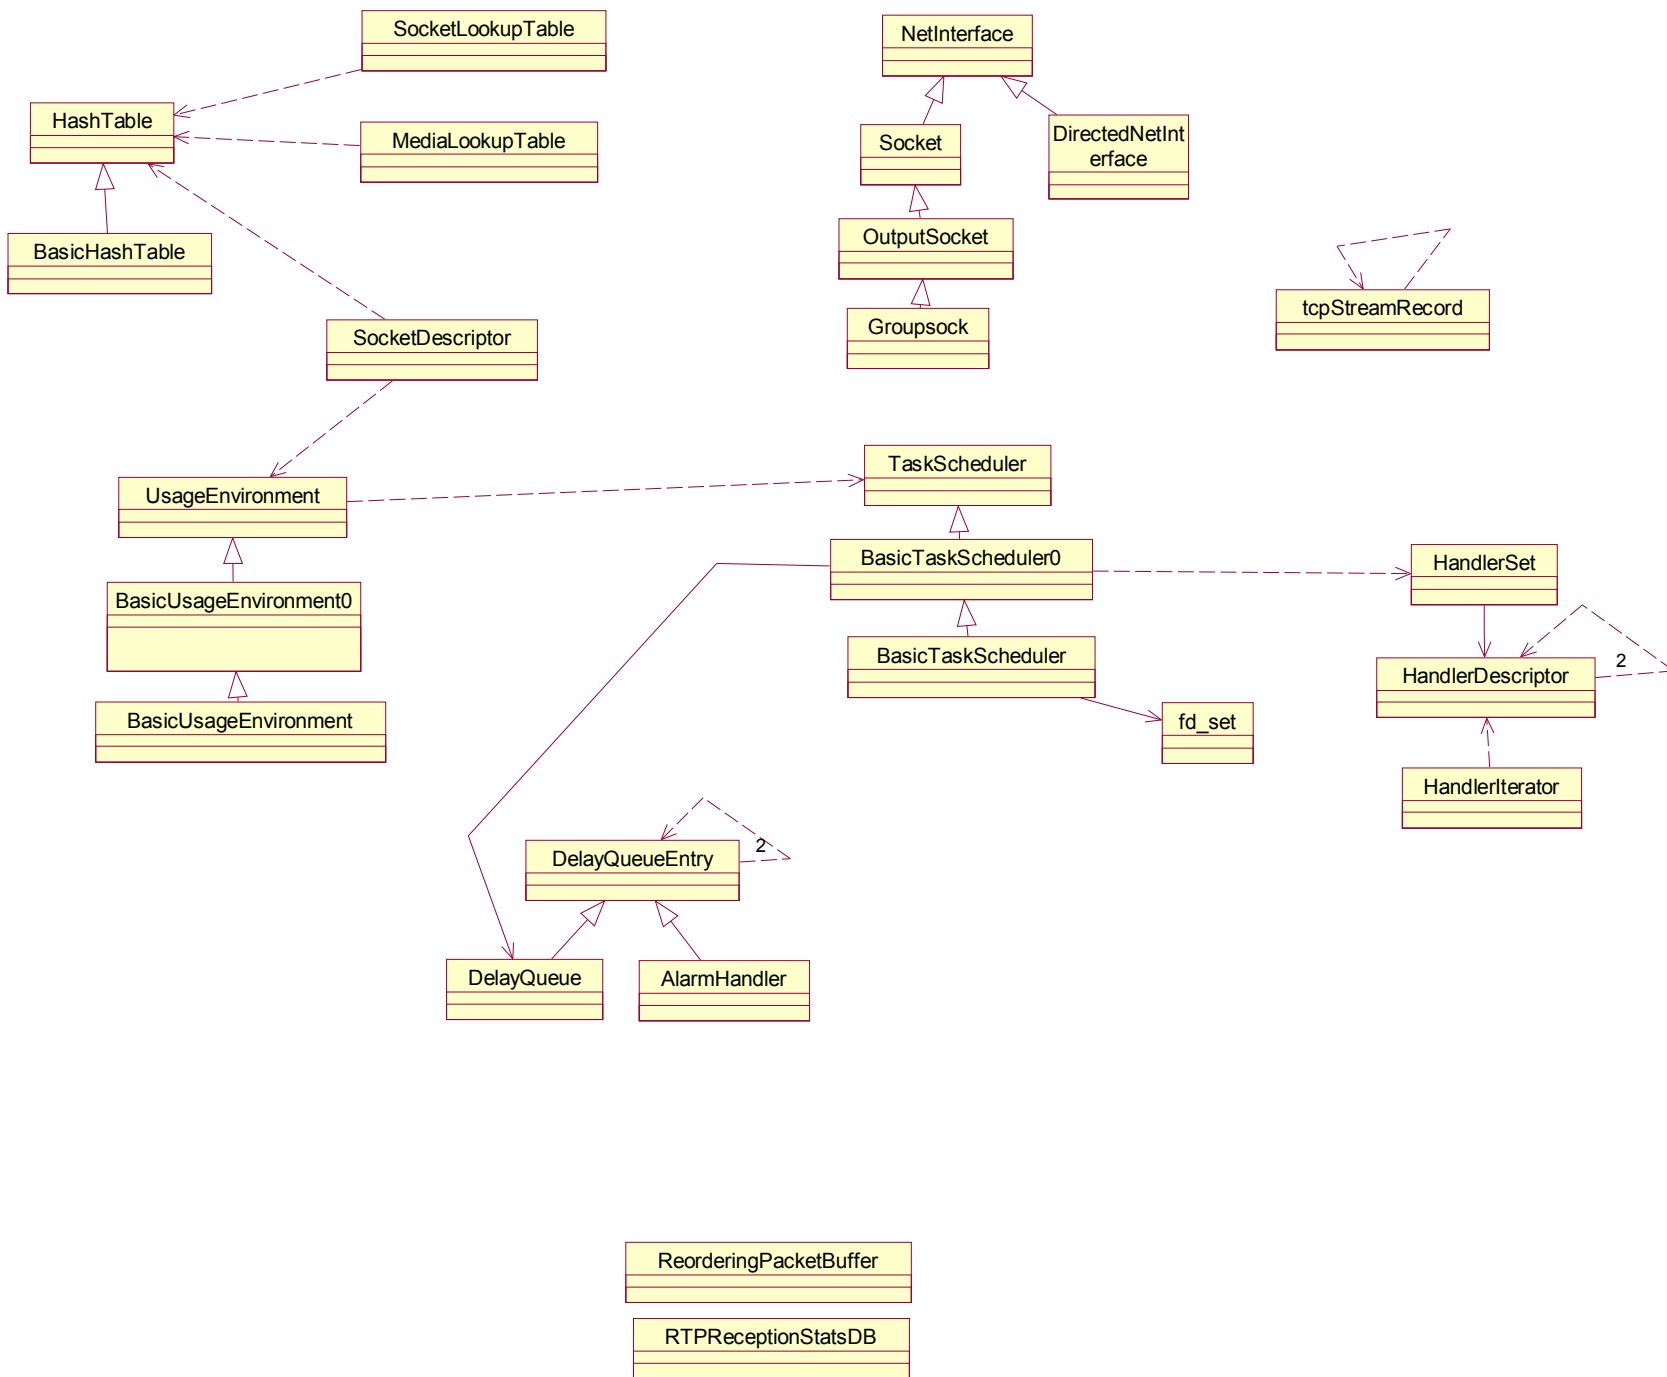 SocketLookupTable
NetInterface
HashTable
MediaLookupTable
Socket
DirectedNetInt
erface
BasicHashTable
OutputSocket
tcpStreamRecord
Groupsock
SocketDescriptor
TaskScheduler
UsageEnvironment
BasicTaskScheduler0
HandlerSet
BasicUsageEnvironment0
BasicTaskScheduler
2
HandlerDescriptor
BasicUsageEnvironment
fd_set
HandlerIterator
2
DelayQueueEntry
DelayQueue
AlarmHandler
ReorderingPacketBuffer
RTPReceptionStatsDB